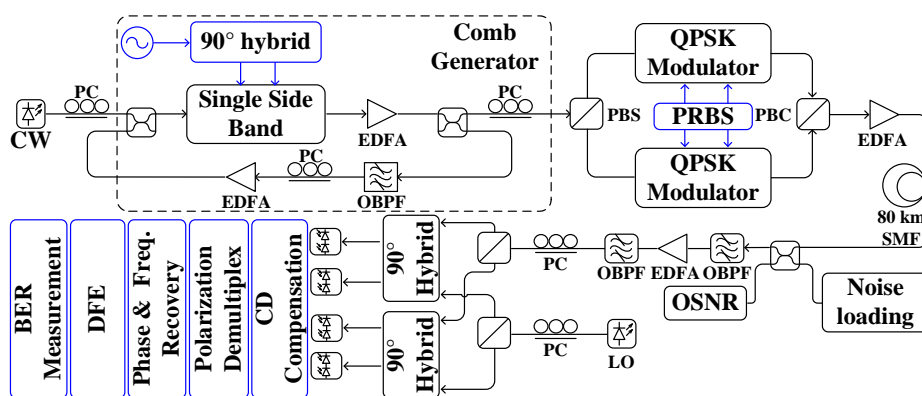 90° hybrid
Comb
Generator
QPSK
Modulator
PC
Single Side
Band
PC
CW
EDFA
PBS
PRBS
PBC
EDFA
PC
QPSK
Modulator
EDFA
OBPF
80 km
SMF
BER
Measurement
DFE
Phase & Freq.
Recovery
Polarization
Demultiplex
CD
Compensation
90°
Hybrid
PC
OBPF
EDFA
OBPF
OSNR
Noise
loading
90°
Hybrid
PC
LO